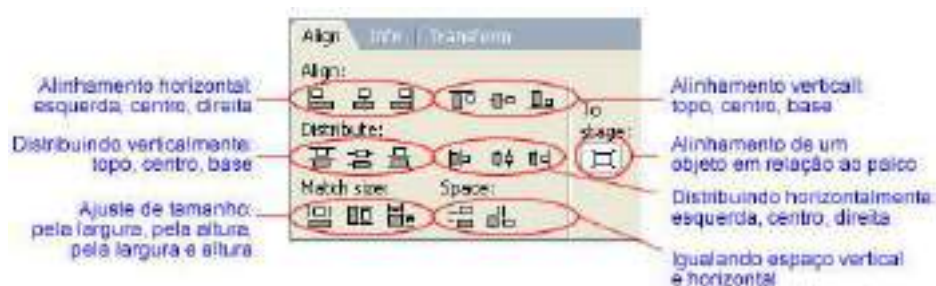 Align Info Transform
Align:
To
stage:
Distribute:
Match size: Space:
Alinhamento horizontal:
esquerda, centro, direita
Distribuindo verticalmente:
topo, centro, base
Ajuste de tamanho:
pela largura, pela altura,
pela largura e altura
Alinhamento verticall:
topo, centro, base
Alinhamento de um
objeto em relação ao palco
Distribuindo horizontalmente:
esquerda, centro, direita
Igualando espaço vertical
e horizontal